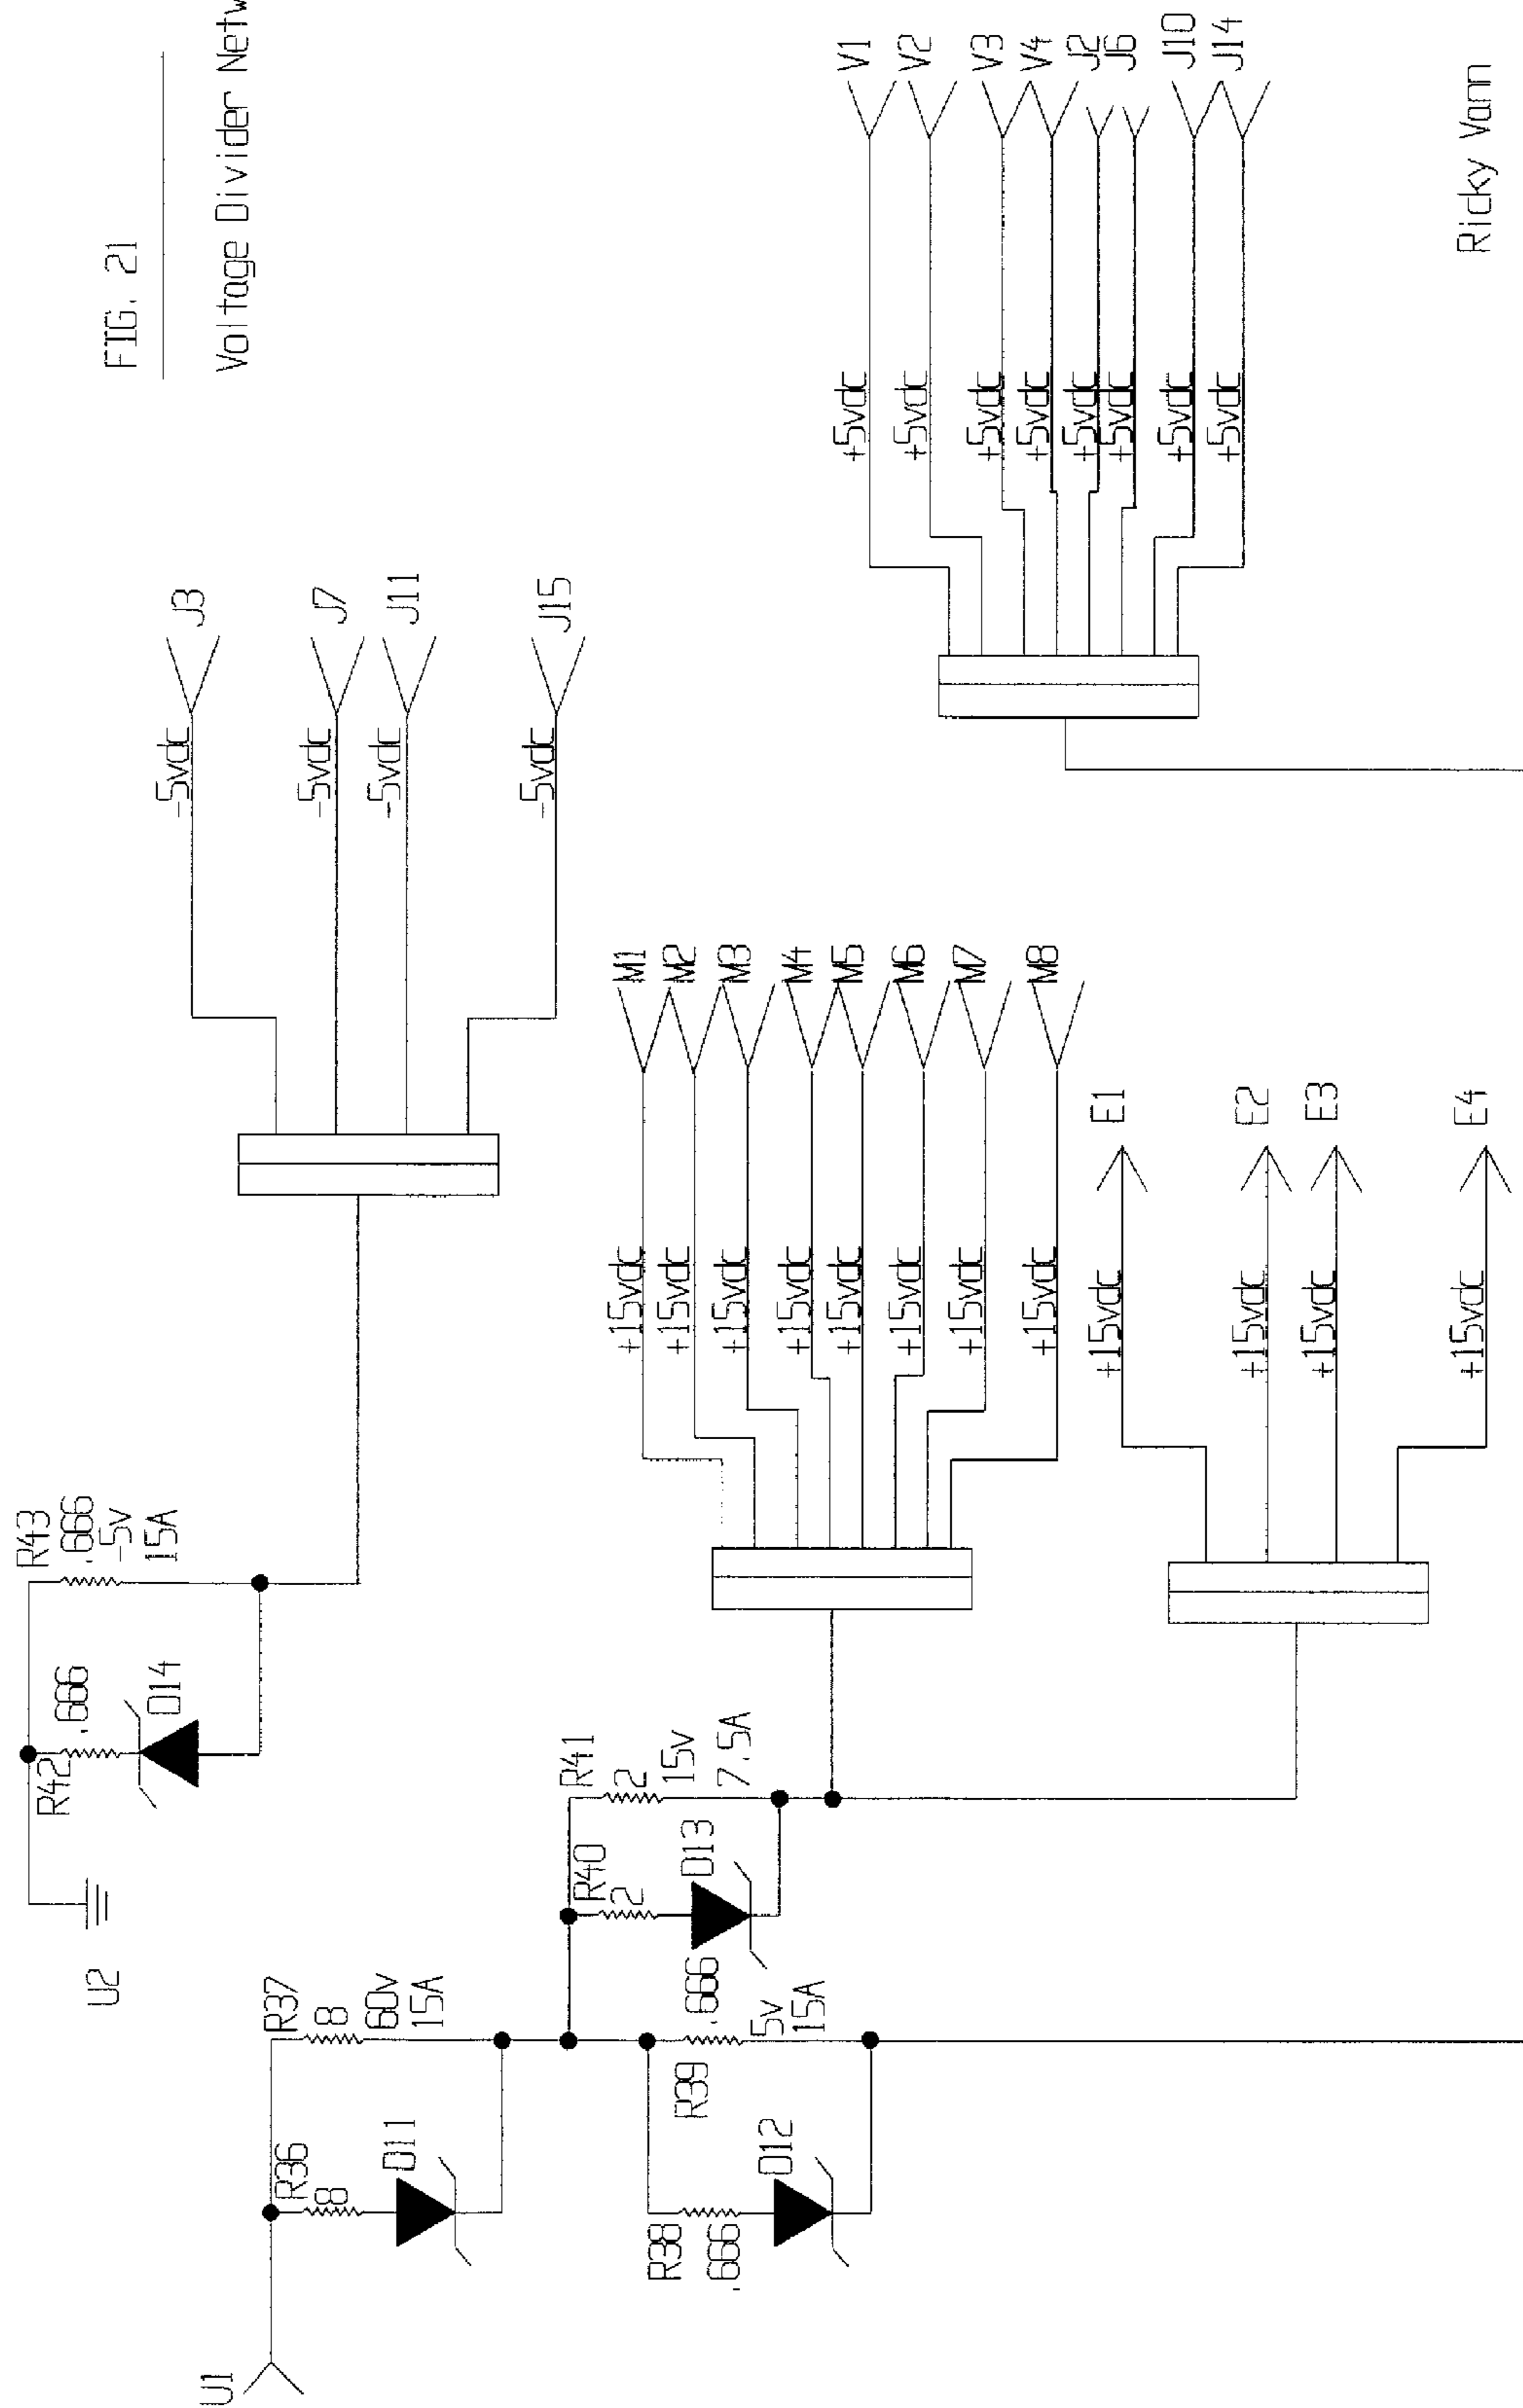 FIG. 21
Voltage Divider Netw
R43
.666
-5v
15A
R42
.666
D14
U2
-5vdc
J3
-5vdc
J7
-5vdc
J11
-5vdc
J15
U1
R37
8
60v
15A
R36
8
D11
R41
2
15v
7.5A
R40
2
D13
R39
.666
5v
15A
R38
.666
D12
+15vdc
M1
+15vdc
M2
+15vdc
M3
+15vdc
M4
+15vdc
M5
+15vdc
M6
+15vdc
M7
+15vdc
M8
+15vdc
E1
+15vdc
E2
+15vdc
E3
+15vdc
E4
+5vdc
V1
+5vdc
V2
+5vdc
V3
+5vdc
V4
+5vdc
J2
+5vdc
J6
+5vdc
J10
+5vdc
J14
Ricky Vann